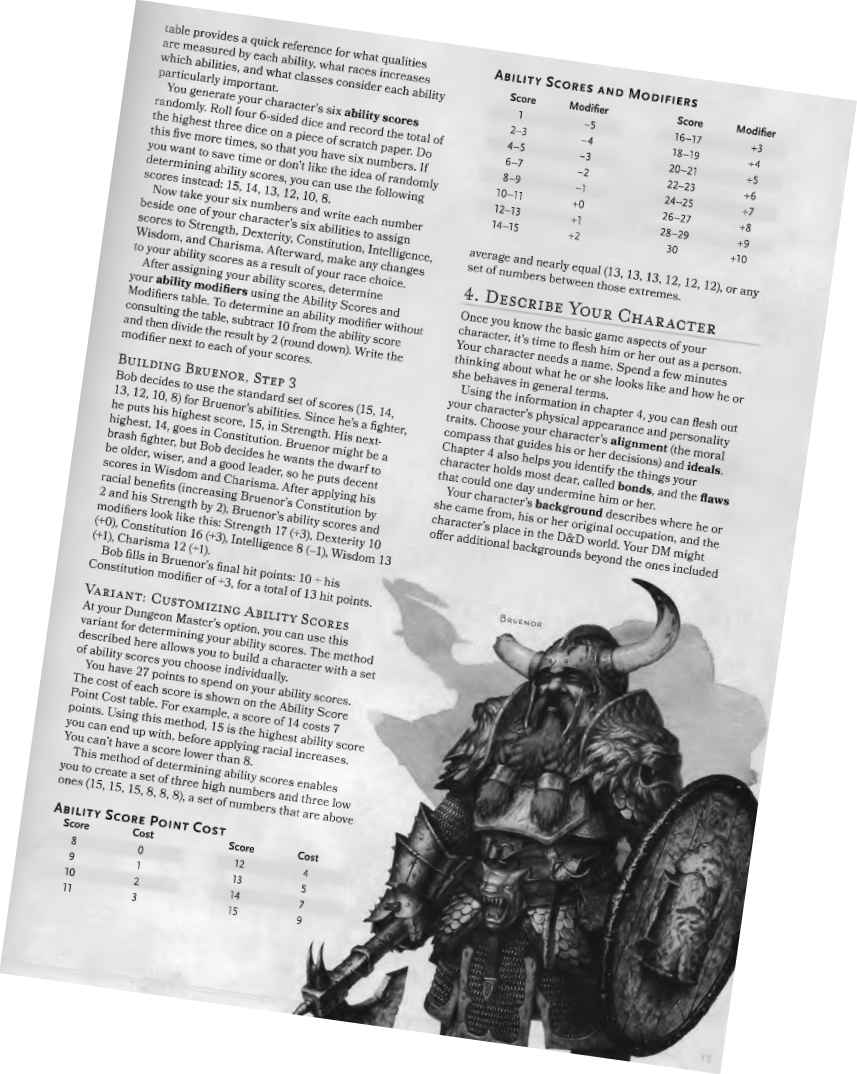 table provides a quick reference for what qualities
are measured by each ability, what races increases
which abilities, and what classes consider each ability
particularly important.
You generate your character's six ability scores
randomly. Roll four 6-sided dice and record the total of
the highest three dice on a piece of scratch paper. Do
this five more times, so that you have six numbers. If
you want to save time or don't like the idea of randomly
determining ability scores, you can use the following
scores instead: 15, 14, 13, 12, 10, 8.
Now take your six numbers and write each number
beside one of your character's six abilities to assign
scores to Strength, Dexterity, Constitution, Intelligence,
Wisdom, and Charisma. Afterward, make any changes
to your ability scores as a result of your race choice.
After assigning your ability scores, determine
your ability modifiers using the Ability Scores and
Modifiers table. To determine an ability modifier without
consulting the table, subtract 10 from the ability score
and then divide the result by 2 (round down). Write the
modifier next to each of your scores.
BUILDING BRUENOR, STEP 3
Bob decides to use the standard set of scores (15, 14,
13, 12, 10, 8) for Bruenor's abilities. Since he's a fighter,
he puts his highest score, 15, in Strength. His next-
highest, 14, goes in Constitution. Bruenor might be a
brash fighter, but Bob decides he wants the dwarf to
be older, wiser, and a good leader, so he puts decent
scores in Wisdom and Charisma. After applying his
racial benefits (increasing Bruenor's Constitution by
2 and his Strength by 2), Bruenor's ability scores and
modifiers look like this: Strength 17 (+3), Dexterity 10
(+0), Constitution 16 (+3), Intelligence 8 (–1), Wisdom 13
(+1), Charisma 12 (+1).
Bob fills in Bruenor's final hit points: 10 + his
Constitution modifier of +3, for a total of 13 hit points.
VARIANT: CUSTOMIZING ABILITY SCORES
At your Dungeon Master's option, you can use this
variant for determining your ability scores. The method
described here allows you to build a character with a set
of ability scores you choose individually.
You have 27 points to spend on your ability scores.
The cost of each score is shown on the Ability Score
Point Cost table. For example, a score of 14 costs 7
points. Using this method, 15 is the highest ability score
you can end up with, before applying racial increases.
You can't have a score lower than 8.
This method of determining ability scores enables
you to create a set of three high numbers and three low
ones (15, 15, 15, 8, 8, 8), a set of numbers that are above
ABILITY SCORE POINT COST
Score Cost Score Cost
8 0 12 4
9 1 13 5
10 2 14 7
11 3 15 9
ABILITY SCORES AND MODIFIERS
Score Modifier Score Modifier
1 –5 16–17 +3
2–3 –4 18–19 +4
4–5 –3 20–21 +5
6–7 –2 22–23 +6
8–9 –1 24–25 +7
10–11 +0 26–27 +8
12–13 +1 28–29 +9
14–15 +2 30 +10
average and nearly equal (13, 13, 13, 12, 12, 12), or any
set of numbers between those extremes.
4. DESCRIBE YOUR CHARACTER
Once you know the basic game aspects of your
character, it's time to flesh him or her out as a person.
Your character needs a name. Spend a few minutes
thinking about what he or she looks like and how he or
she behaves in general terms.
Using the information in chapter 4, you can flesh out
your character's physical appearance and personality
traits. Choose your character's alignment (the moral
compass that guides his or her decisions) and ideals.
Chapter 4 also helps you identify the things your
character holds most dear, called bonds, and the flaws
that could one day undermine him or her.
Your character's background describes where he or
she came from, his or her original occupation, and the
character's place in the D&D world. Your DM might
offer additional backgrounds beyond the ones included
BRUENOR
13